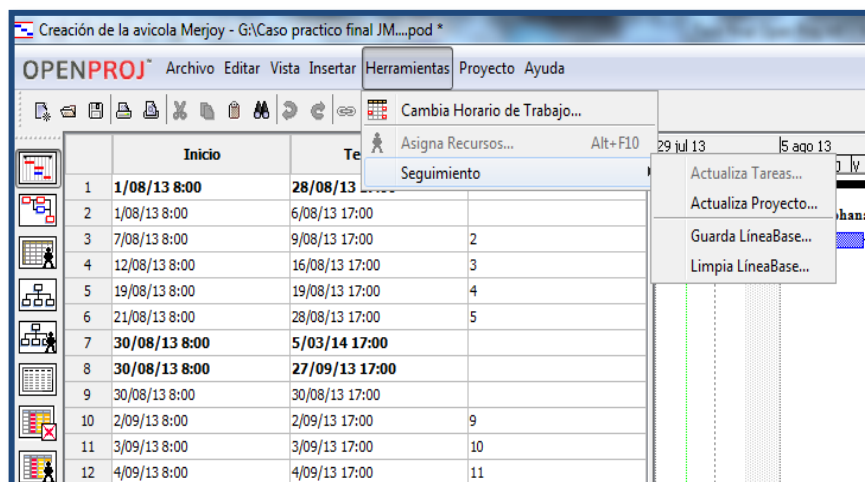 Creación de la avicola Merjoy - G:\Caso practico final JM....pod *
OPENPROJ Archivo Editar Vista Insertar Herramientas Proyecto Ayuda
Cambia Horario de Trabajo...
Asigna Recursos... Alt+F10
Seguimiento
Actualiza Tareas...
Actualiza Proyecto...
Guarda LíneaBase...
Limpia LíneaBase...
29 jul 13 5 ago 13
V
Inicio Te
1 1/08/13 8:00 28/08/13
2 1/08/13 8:00 6/08/13 17:00
3 7/08/13 8:00 9/08/13 17:00 2
4 12/08/13 8:00 16/08/13 17:00 3
5 19/08/13 8:00 19/08/13 17:00 4
6 21/08/13 8:00 28/08/13 17:00 5
7 30/08/13 8:00 5/03/14 17:00
8 30/08/13 8:00 27/09/13 17:00
9 30/08/13 8:00 30/08/13 17:00
10 2/09/13 8:00 2/09/13 17:00 9
11 3/09/13 8:00 3/09/13 17:00 10
12 4/09/13 8:00 4/09/13 17:00 11